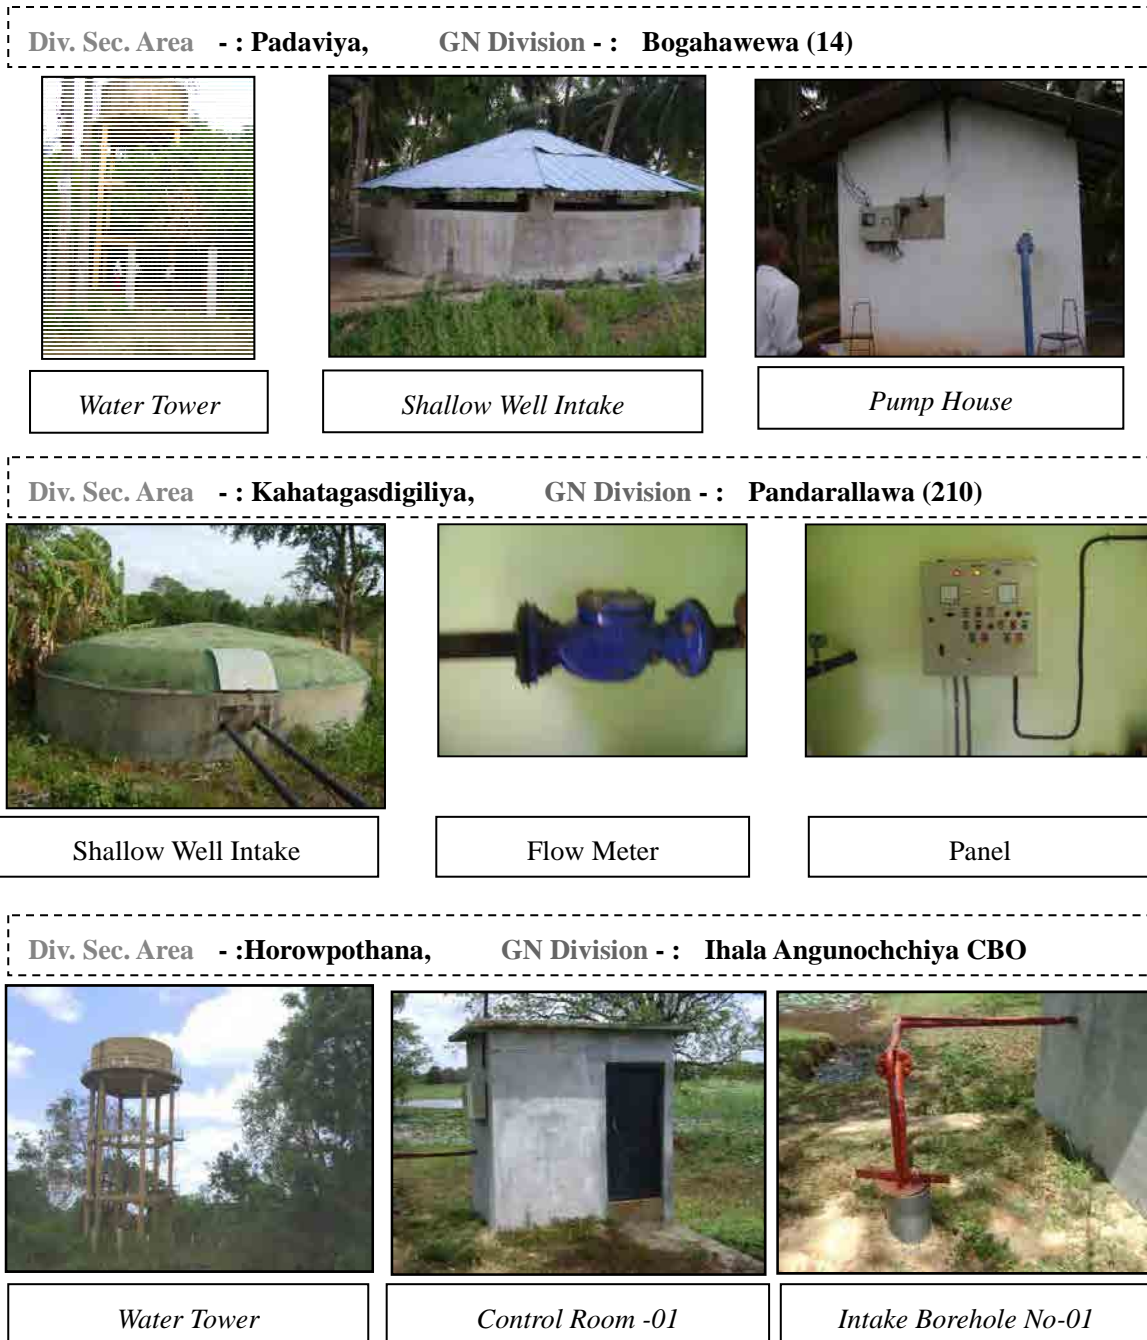 Div. Sec. Area - : Padaviya, GN Division - : Bogahawewa (14)
Water Tower
Shallow Well Intake
Pump House
Div. Sec. Area - : Kahatagasdigiliya, GN Division - : Pandarallawa (210)
Shallow Well Intake
Flow Meter
Panel
Div. Sec. Area - :Horowpothana, GN Division - : Ihala Angunochchiya CBO
Water Tower
Control Room -01
Intake Borehole No-01